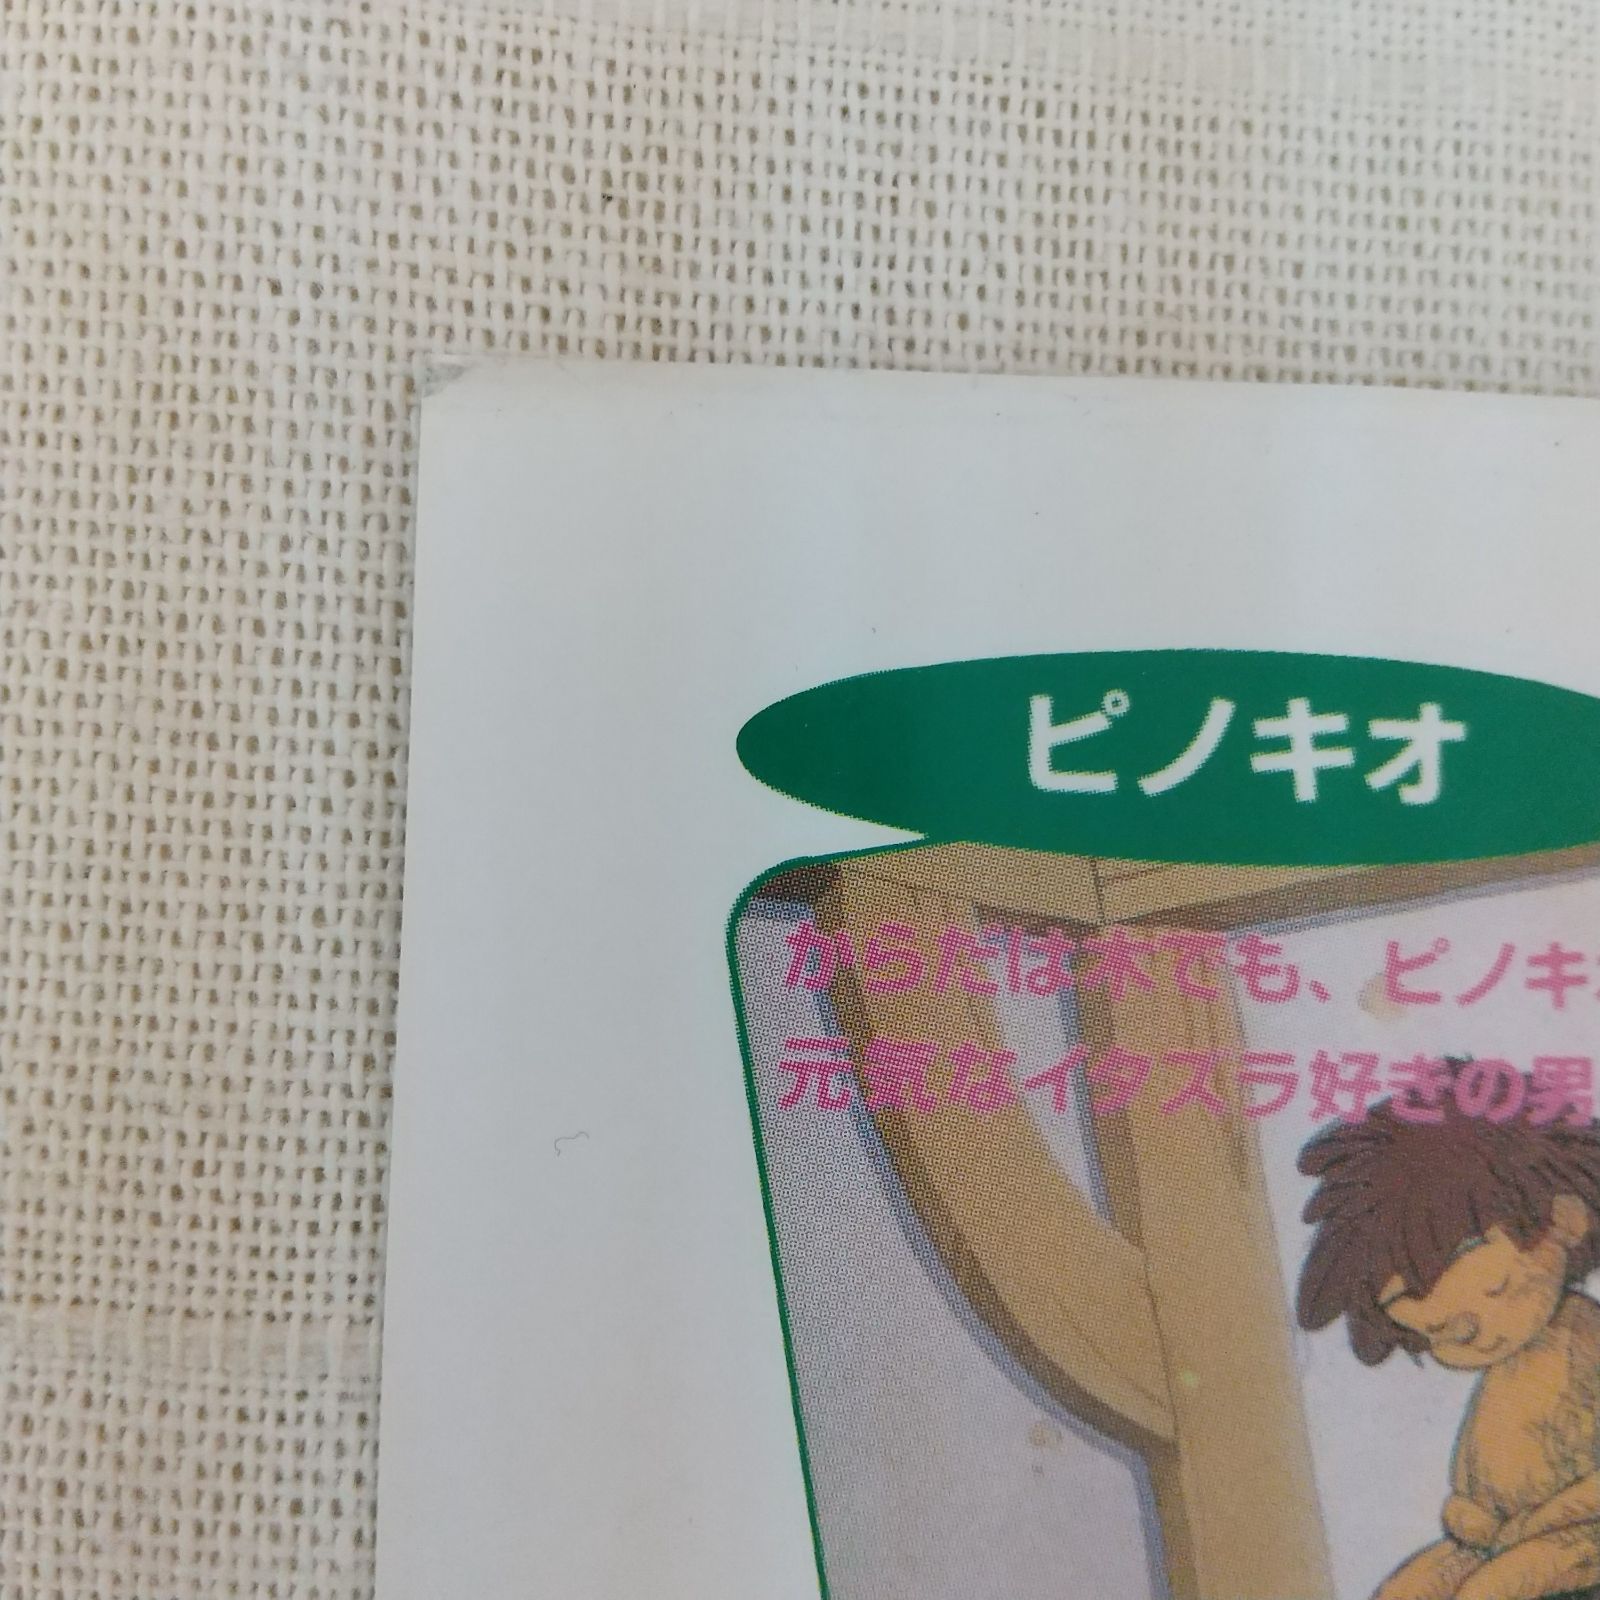 ピノキオ
からだは木でも、ピノキ
元気なイタズラ好きの男